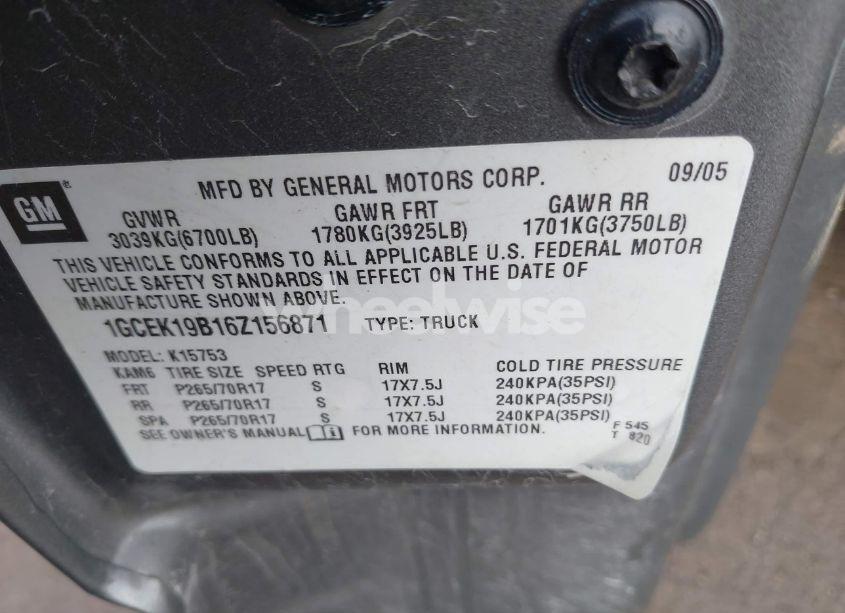 GM
MFD BY GENERAL MOTORS CORP. 09/05
GVWR GAWR FRT GAWR RR
3039KG(6700LB) 1780KG(3925LB) 1701KG(3750LB)
THIS VEHICLE CONFORMS TO ALL APPLICABLE U.S. FEDERAL MOTOR
VEHICLE SAFETY STANDARDS IN EFFECT ON THE DATE OF
MANUFACTURE SHOWN ABOVE.
1GCEK19B16Z156871 TYPE: TRUCK
wheelwise
MODEL: K15753
KAM6 TIRE SIZE SPEED RTG RIM COLD TIRE PRESSURE
FRT P265/70R17 S 17X7.5J 240KPA(35PSI)
RR P265/70R17 S 17X7.5J 240KPA(35PSI)
SPA P265/70R17 S 17X7.5J 240KPA(35PSI)
SEE OWNER'S MANUAL FOR MORE INFORMATION.
F 545
T 820